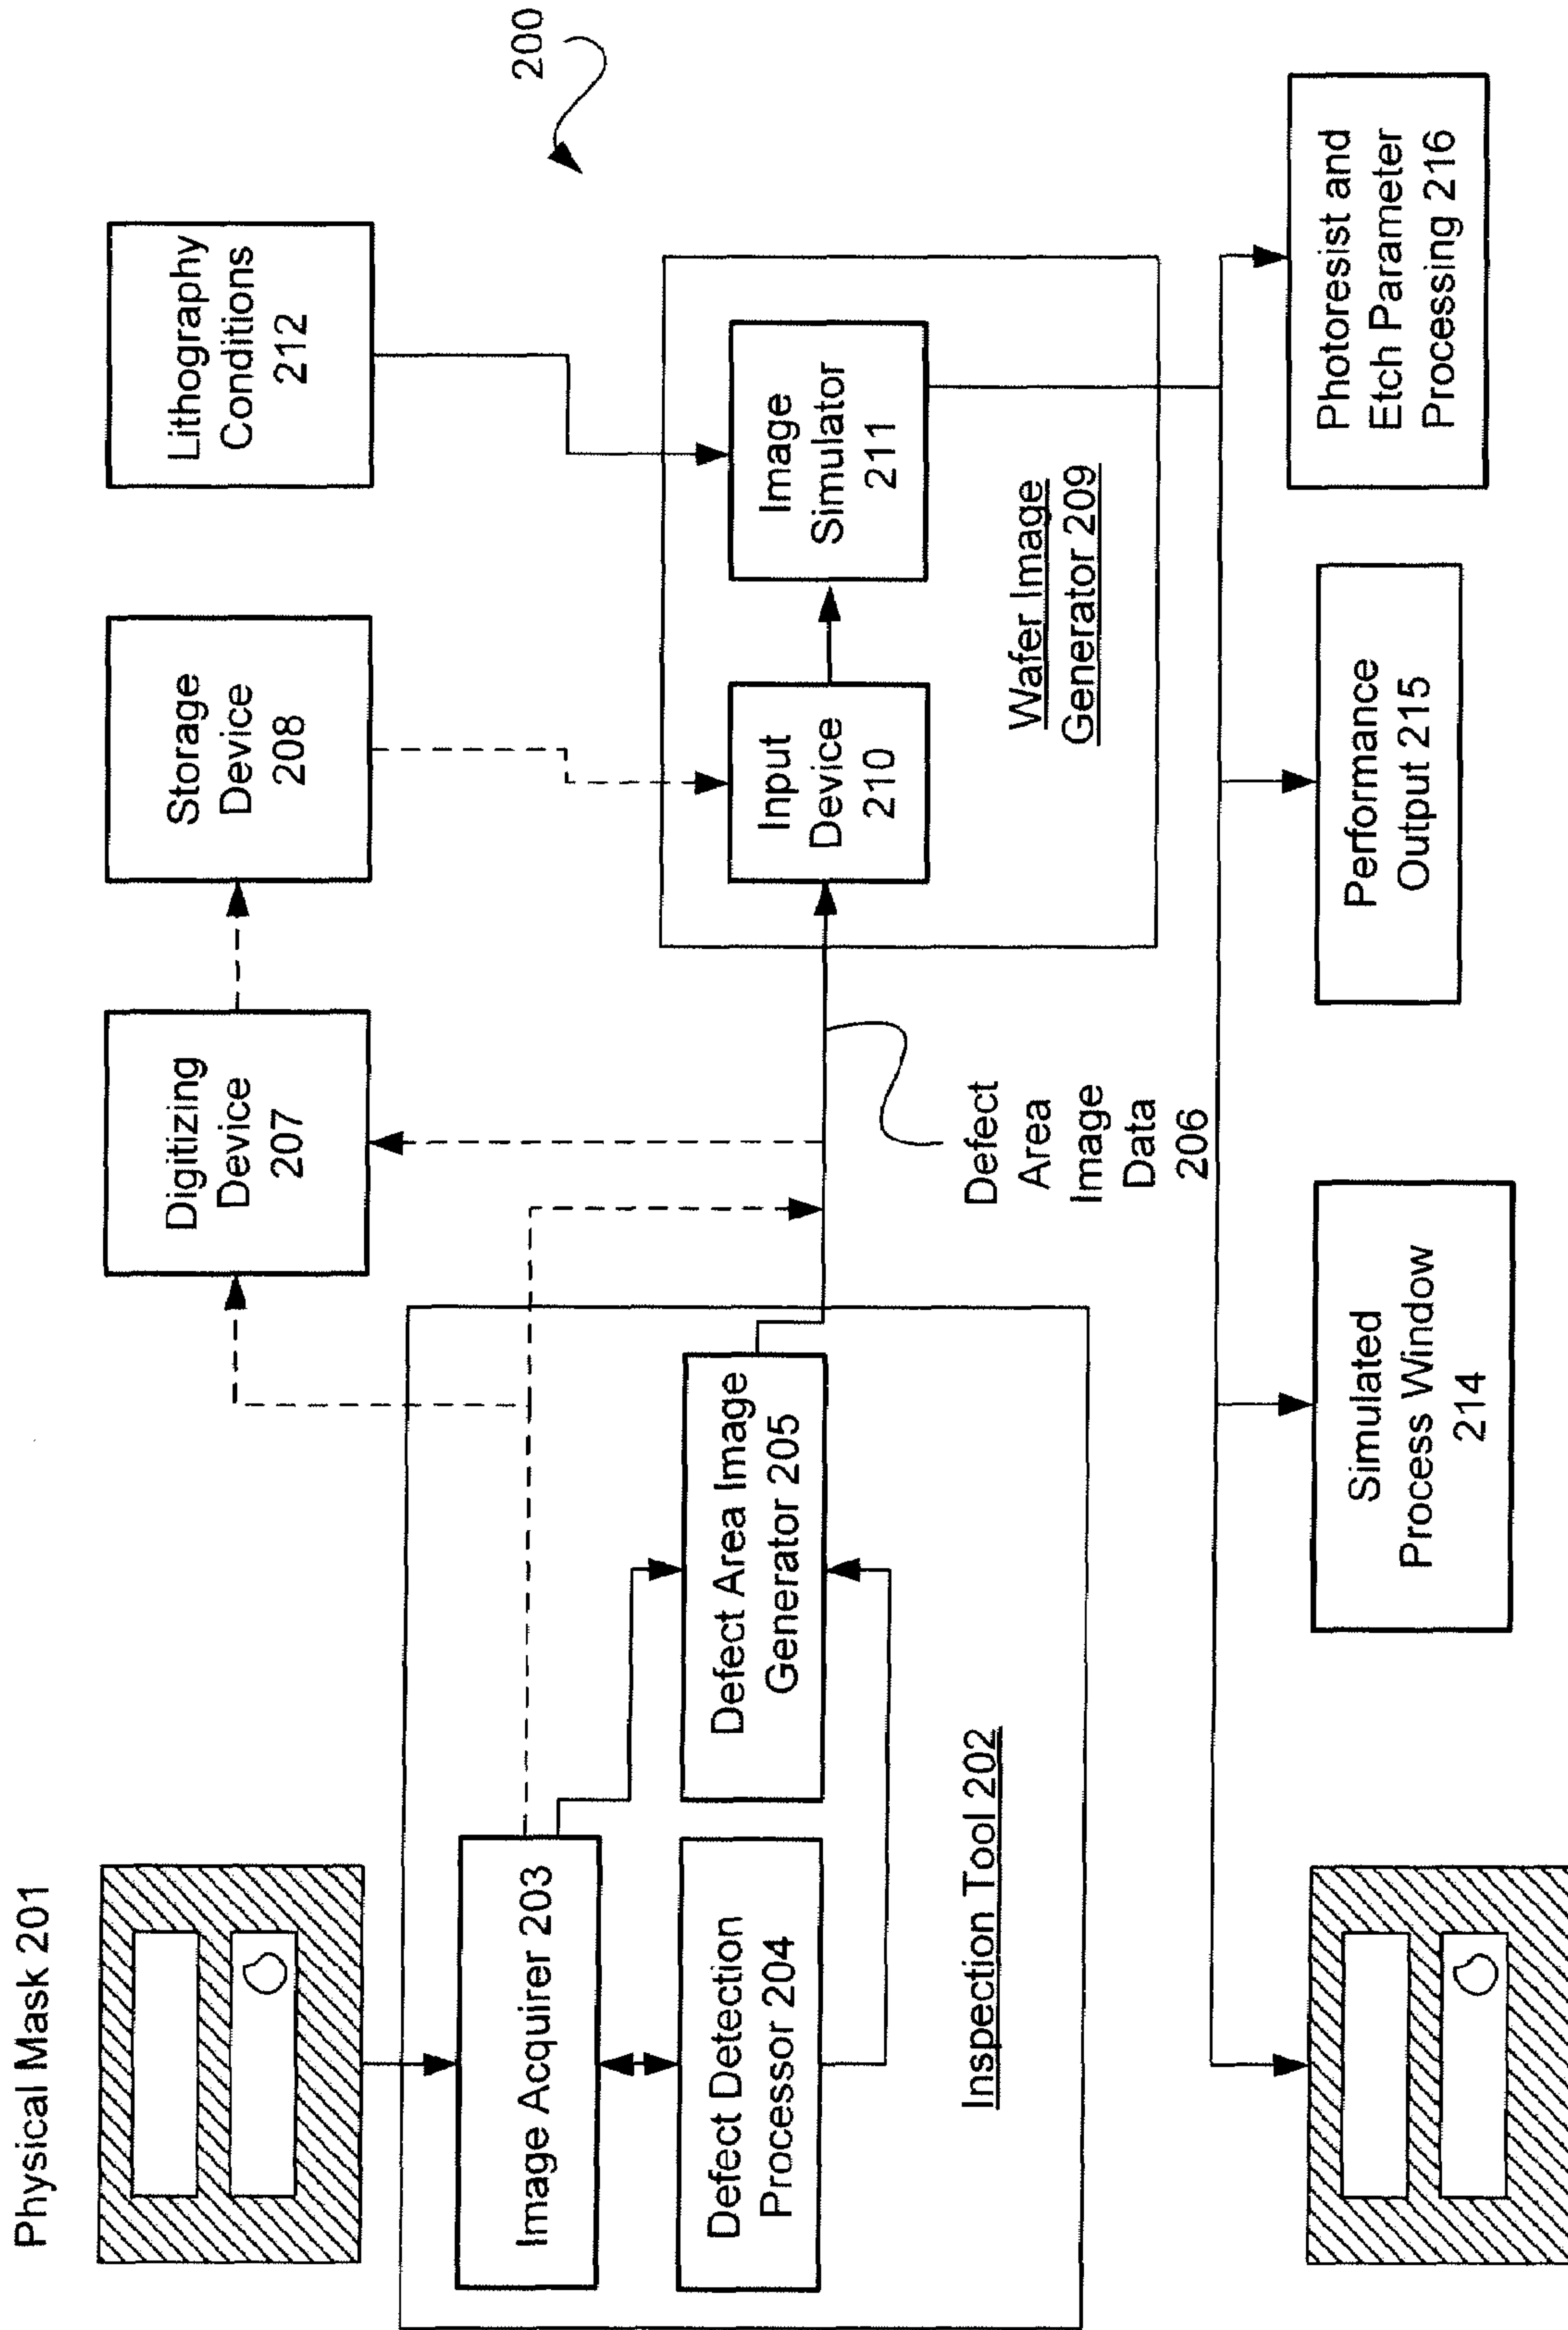 200
Physical Mask 201
Digitizing
Device
207
Storage
Device
208
Lithography
Conditions
212
Image Acquirer 203
Defect Detection
Processor 204
Defect Area Image
Generator 205
Inspection Tool 202
Defect
Area
Image
Data
206
Input
Device
210
Image
Simulator
211
Wafer Image
Generator 209
Simulated
Process Window
214
Performance
Output 215
Photoresist and
Etch Parameter
Processing 216